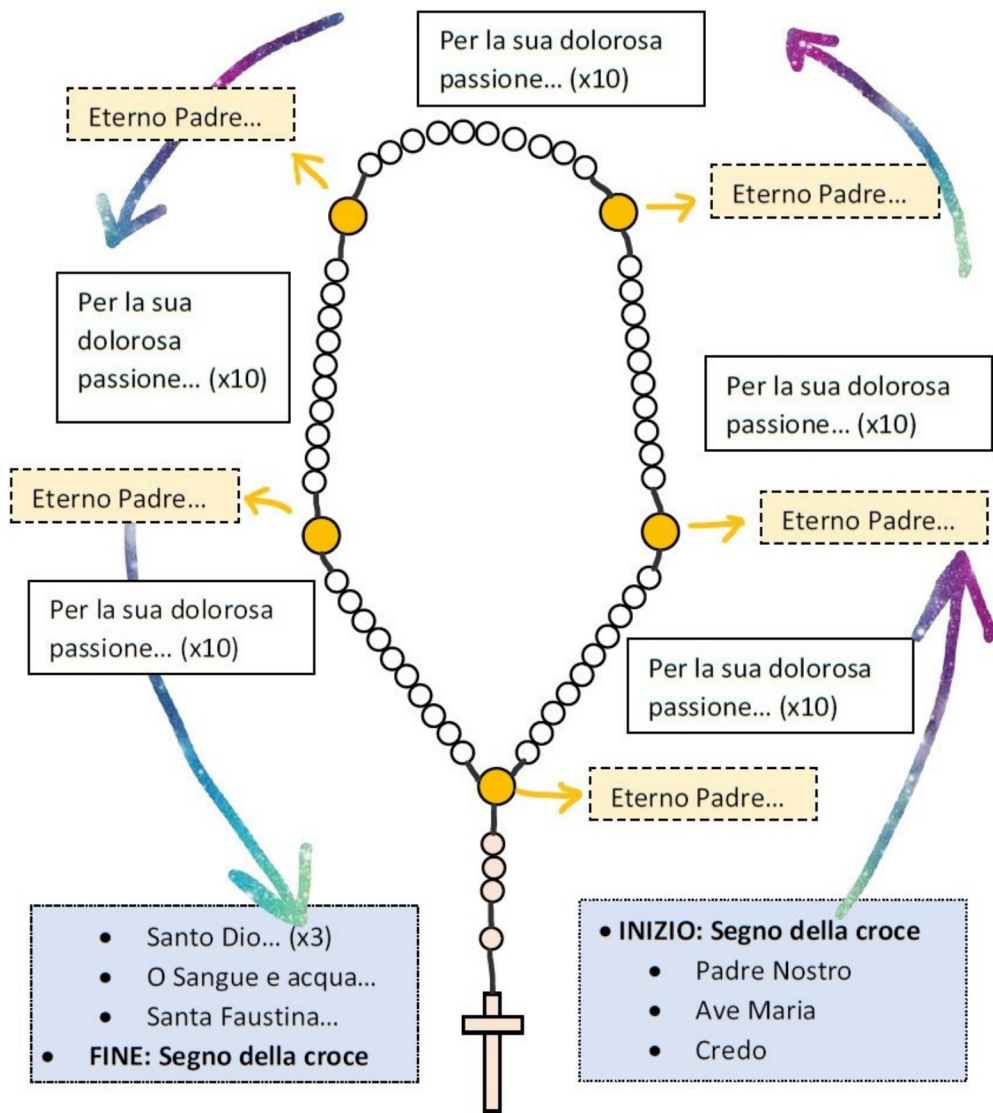 Per la sua dolorosa
passione... (x10)
Eterno Padre...
Eterno Padre...
Per la sua
dolorosa
passione... (x10)
Per la sua dolorosa
passione... (x10)
Eterno Padre...
Eterno Padre...
Per la sua dolorosa
passione... (x10)
Per la sua dolorosa
passione... (x10)
Eterno Padre...
• Santo Dio... (x3)
• O Sangue e acqua...
• Santa Faustina...
• FINE: Segno della croce
• INIZIO: Segno della croce
• Padre Nostro
• Ave Maria
• Credo